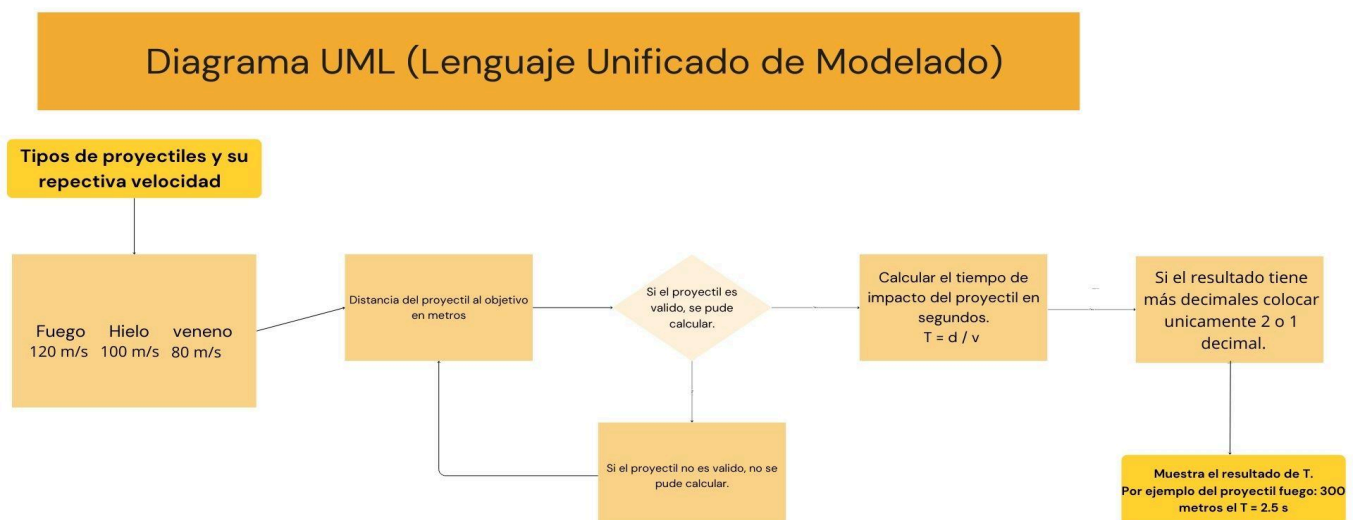 Diagrama UML (Lenguaje Unificado de Modelado)
Tipos de proyectiles y su
repectiva velocidad
Fuego Hielo veneno
120 m/s 100 m/s 80 m/s
Distancia del proyectil al objetivo
en metros
Si el proyectil es
valido, se pude
calcular.
Si el proyectil no es valido, no se
pude calcular.
Calcular el tiempo de
impacto del proyectil en
segundos.
T = d / v
Si el resultado tiene
más decimales colocar
unicamente 2 o 1
decimal.
Muestra el resultado de T.
Por ejemplo del proyectil fuego: 300
metros el T = 2.5 s